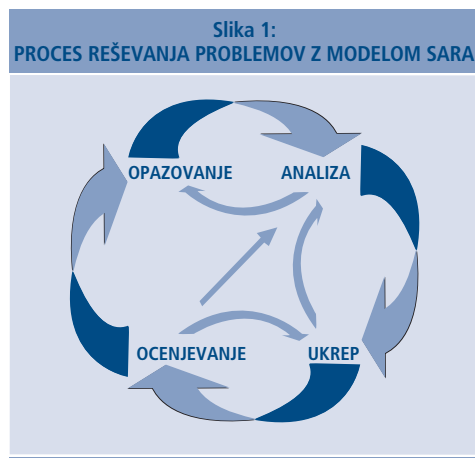 Slika 1:
PROCES REŠEVANJA PROBLEMOV Z MODELOM SARA
OPAZOVANJE
ANALIZA
OCENJEVANJE
UKREP